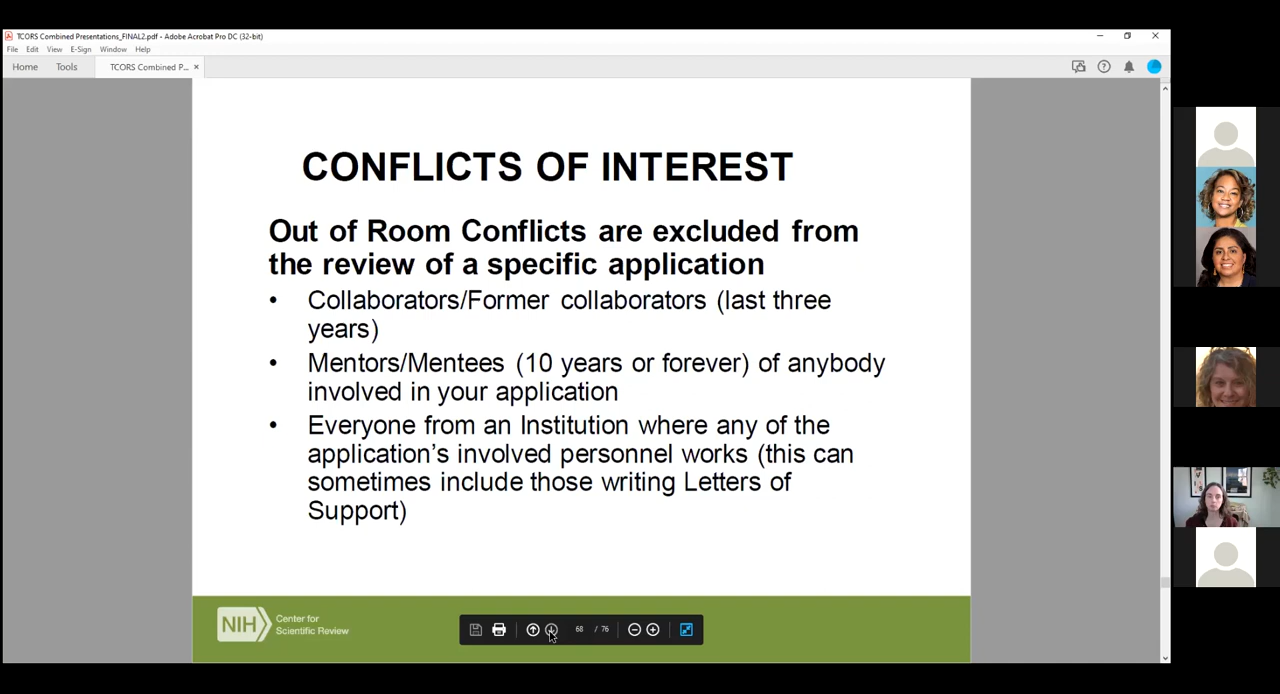 TCORS Combined Presentations_FINAL2.pdf - Adobe Acrobat Pro DC (32-bit)
File Edit View E-Sign Window Help
Home Tools TCORS Combined P... ×
CONFLICTS OF INTEREST
Out of Room Conflicts are excluded from
the review of a specific application
• Collaborators/Former collaborators (last three
years)
• Mentors/Mentees (10 years or forever) of anybody
involved in your application
• Everyone from an Institution where any of the
application's involved personnel works (this can
sometimes include those writing Letters of
Support)
NIH Center for
Scientific Review
68 / 76